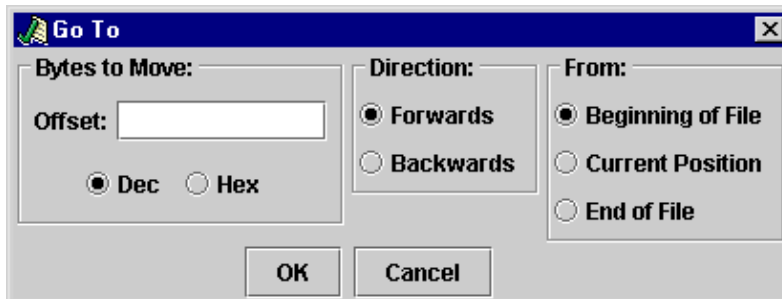 Go To
Bytes to Move:
Offset:
Dec Hex
Direction:
Forwards
Backwards
From:
Beginning of File
Current Position
End of File
OK Cancel